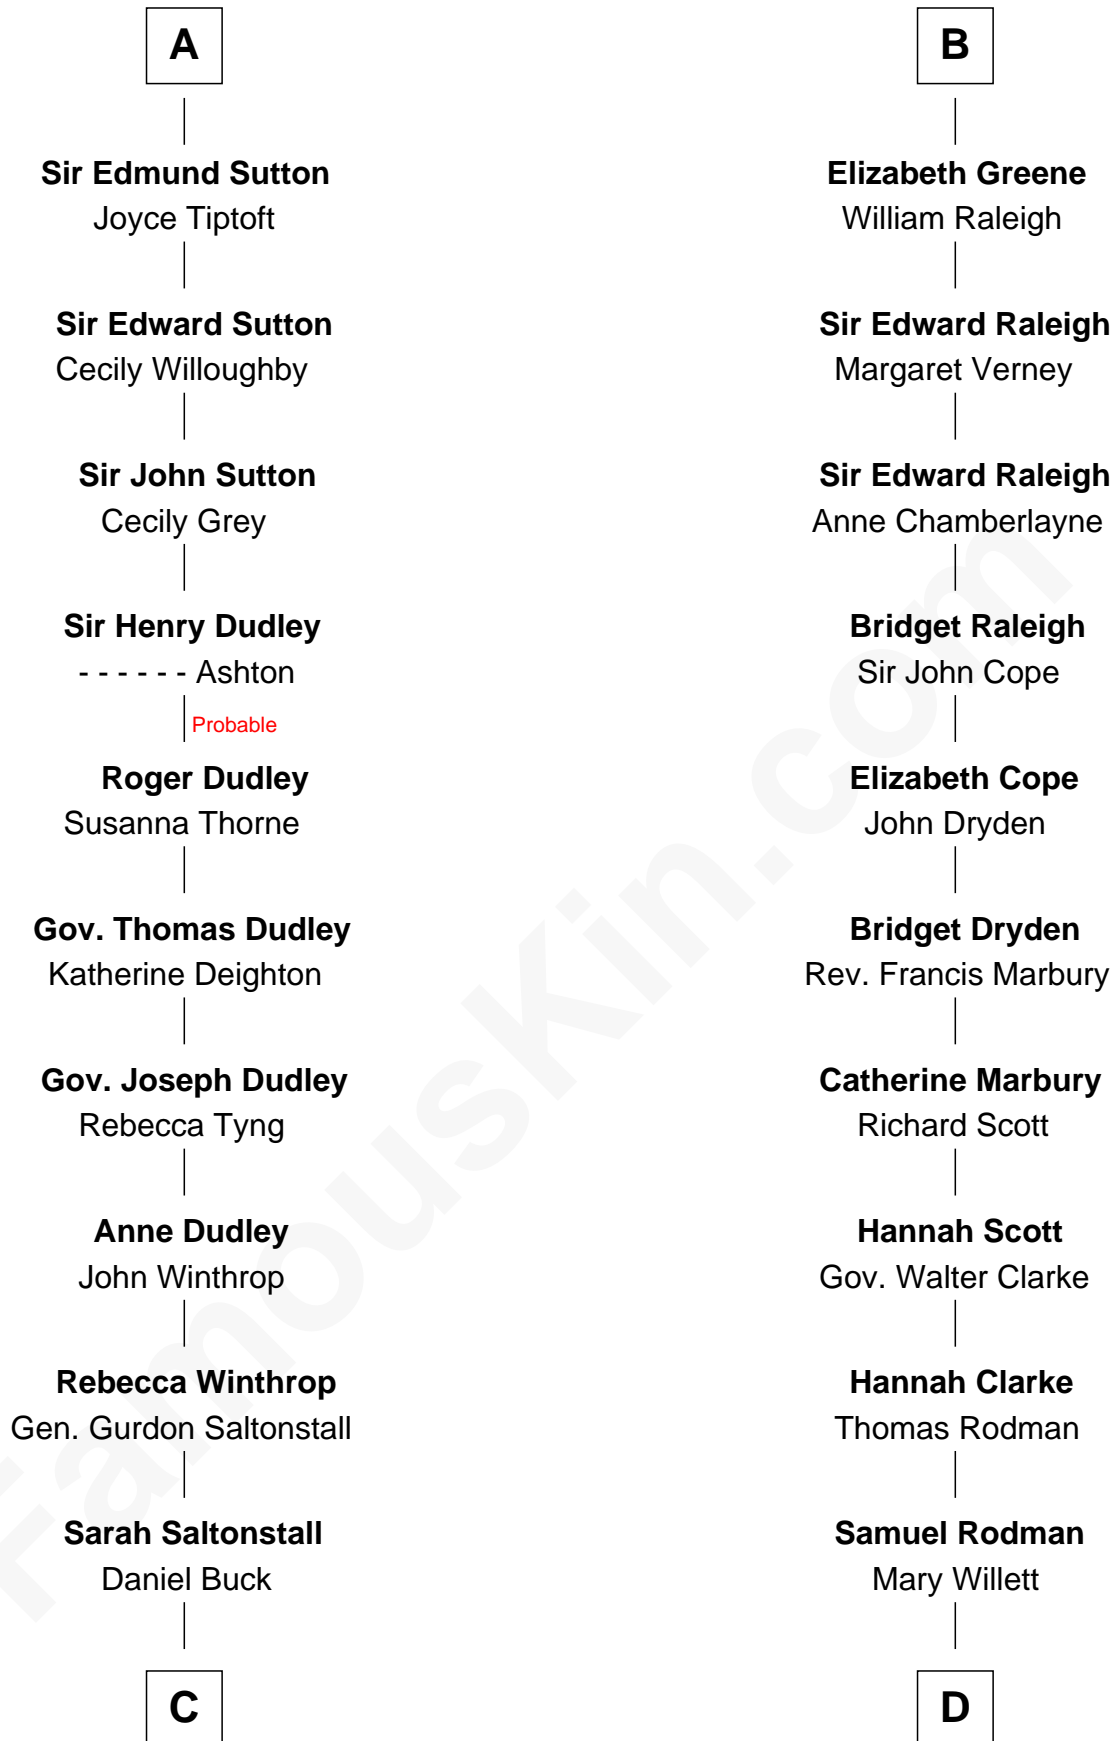 A
Sir Edmund Sutton
Joyce Tiptoft
Sir Edward Sutton
Cecily Willoughby
Sir John Sutton
Cecily Grey
Sir Henry Dudley
- - - - - - Ashton
Probable
Roger Dudley
Susanna Thorne
Gov. Thomas Dudley
Katherine Deighton
Gov. Joseph Dudley
Rebecca Tyng
Anne Dudley
John Winthrop
Rebecca Winthrop
Gen. Gurdon Saltonstall
Sarah Saltonstall
Daniel Buck
C
B
Elizabeth Greene
William Raleigh
Sir Edward Raleigh
Margaret Verney
Sir Edward Raleigh
Anne Chamberlayne
Bridget Raleigh
Sir John Cope
Elizabeth Cope
John Dryden
Bridget Dryden
Rev. Francis Marbury
Catherine Marbury
Richard Scott
Hannah Scott
Gov. Walter Clarke
Hannah Clarke
Thomas Rodman
Samuel Rodman
Mary Willett
D
FamousKin.com